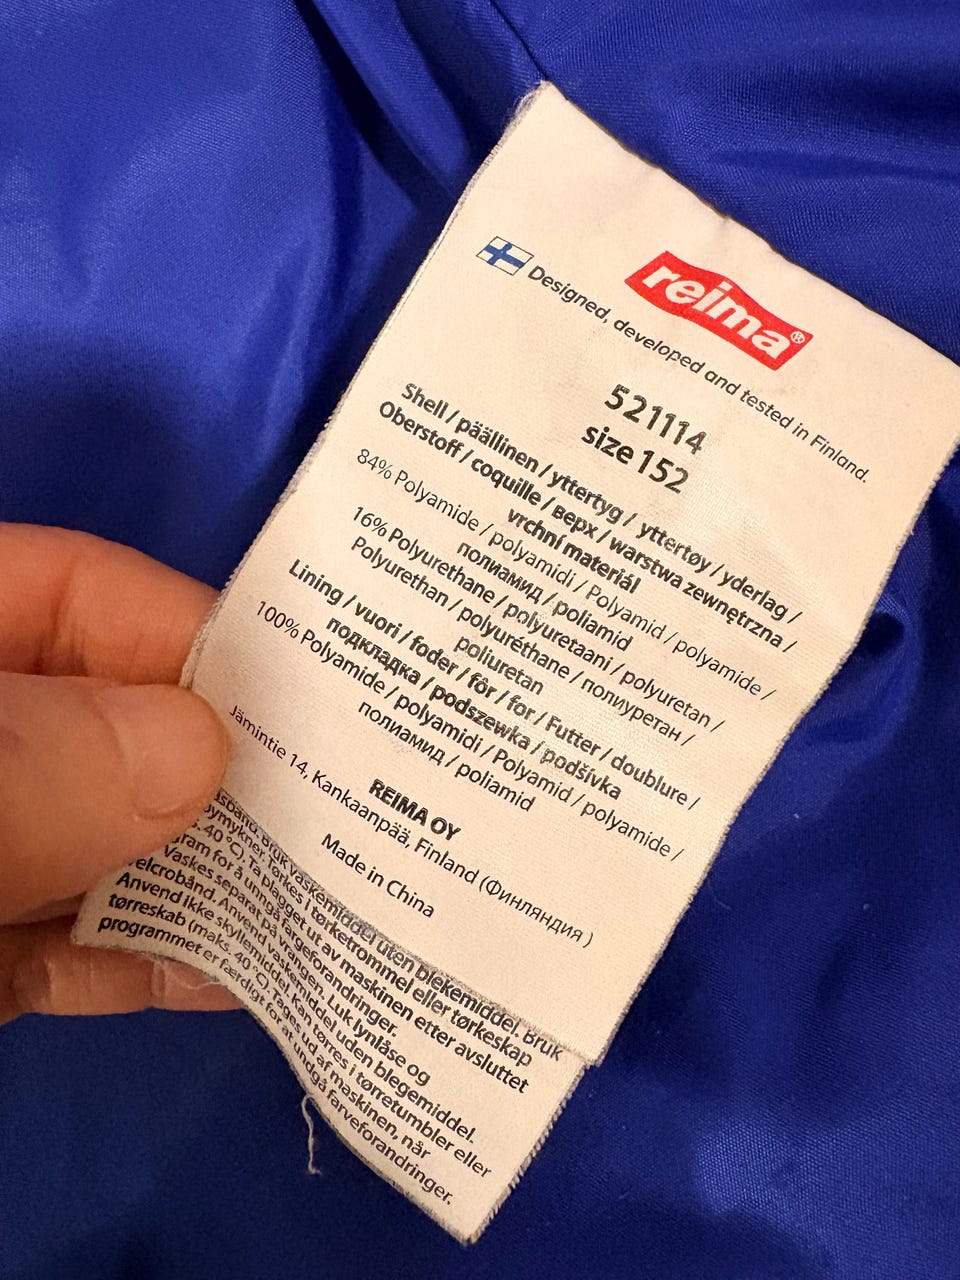 reima®
Designed, developed and tested in Finland.
521114
size 152
Shell / päällinen / yttertyg / yttertøy / yderlag /
Oberstoff / coquille / верх / warstwa zewnętrzna /
vrchní materiál
84% Polyamide / polyamidi / Polyamid / polyamide /
полиамид / poliamid
16% Polyurethane / polyuretaani / polyuretan /
Polyurethan / polyuréthane / полиуретан /
poliuretan
Lining / vuori / foder / fôr / for / Futter / doublure /
подкладка / podszewka / podšívka
100% Polyamide / polyamidi / Polyamid / polyamide /
полиамид / poliamid
REIMA OY
Jämintie 14, Kankaanpää, Finland (Финляндия )
Made in China
Bruk vaskemiddel uten blekemiddel. Bruk
Tørkes i tørketrommel eller tørkeskap
40 °C). Ta plagget ut av maskinen etter avsluttet
for å unngå fargeforandringer.
Vaskes separat på vrangen. Luk lynlåse og
velcrobånd. Anvend vaskemiddel uden blegemiddel.
Anvend ikke skyllemiddel. Kan tørres i tørretumbler eller
tørreskab (maks. 40 °C). Tages ud af maskinen, når
programmet er færdigt for at undgå farveforandringer.